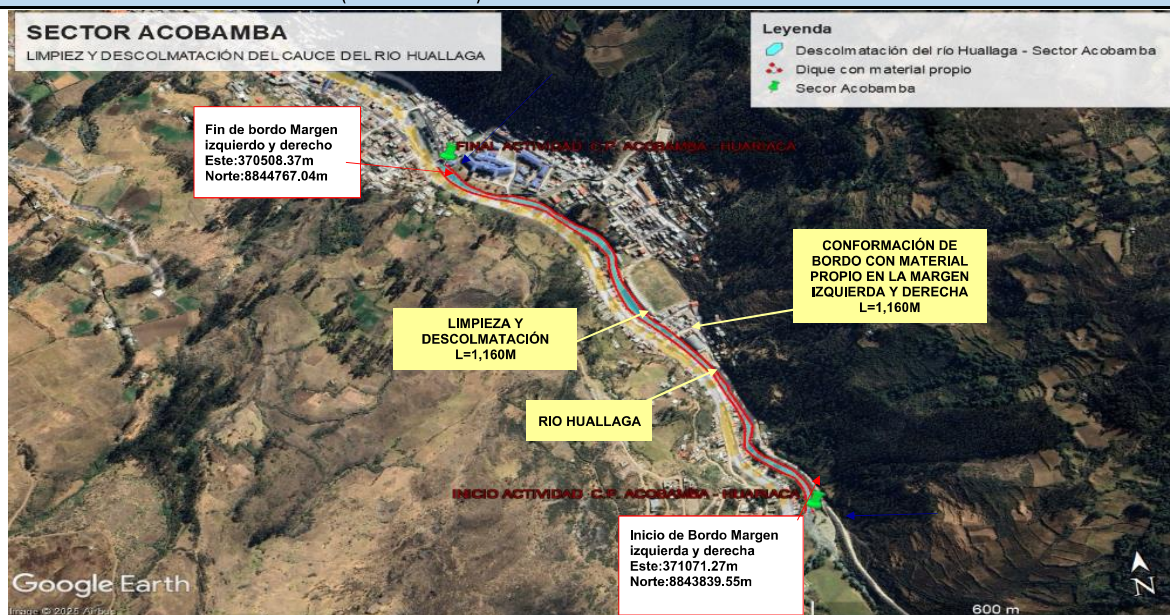 SECTOR ACOBAMBA
LIMPIEZ Y DESCOLMATACIÓN DEL CAUCE DEL RIO HUALLAGA
Leyenda
Descolmatación del río Huallaga - Sector Acobamba
Dique con material propio
Secor Acobamba
Fin de bordo Margen
izquierdo y derecho
Este:370508.37m
Norte:8844767.04m
FINAL ACTIVIDAD C.P. ACOBAMBA - HUARIACA
CONFORMACIÓN DE
BORDO CON MATERIAL
PROPIO EN LA MARGEN
IZQUIERDA Y DERECHA
L=1,160M
LIMPIEZA Y
DESCOLMATACIÓN
L=1,160M
RIO HUALLAGA
INICIO ACTIVIDAD C.P. ACOBAMBA - HUARIACA
Inicio de Bordo Margen
izquierda y derecha
Este:371071.27m
Norte:8843839.55m
Google Earth
Image © 2025 Airbus
600 m
N